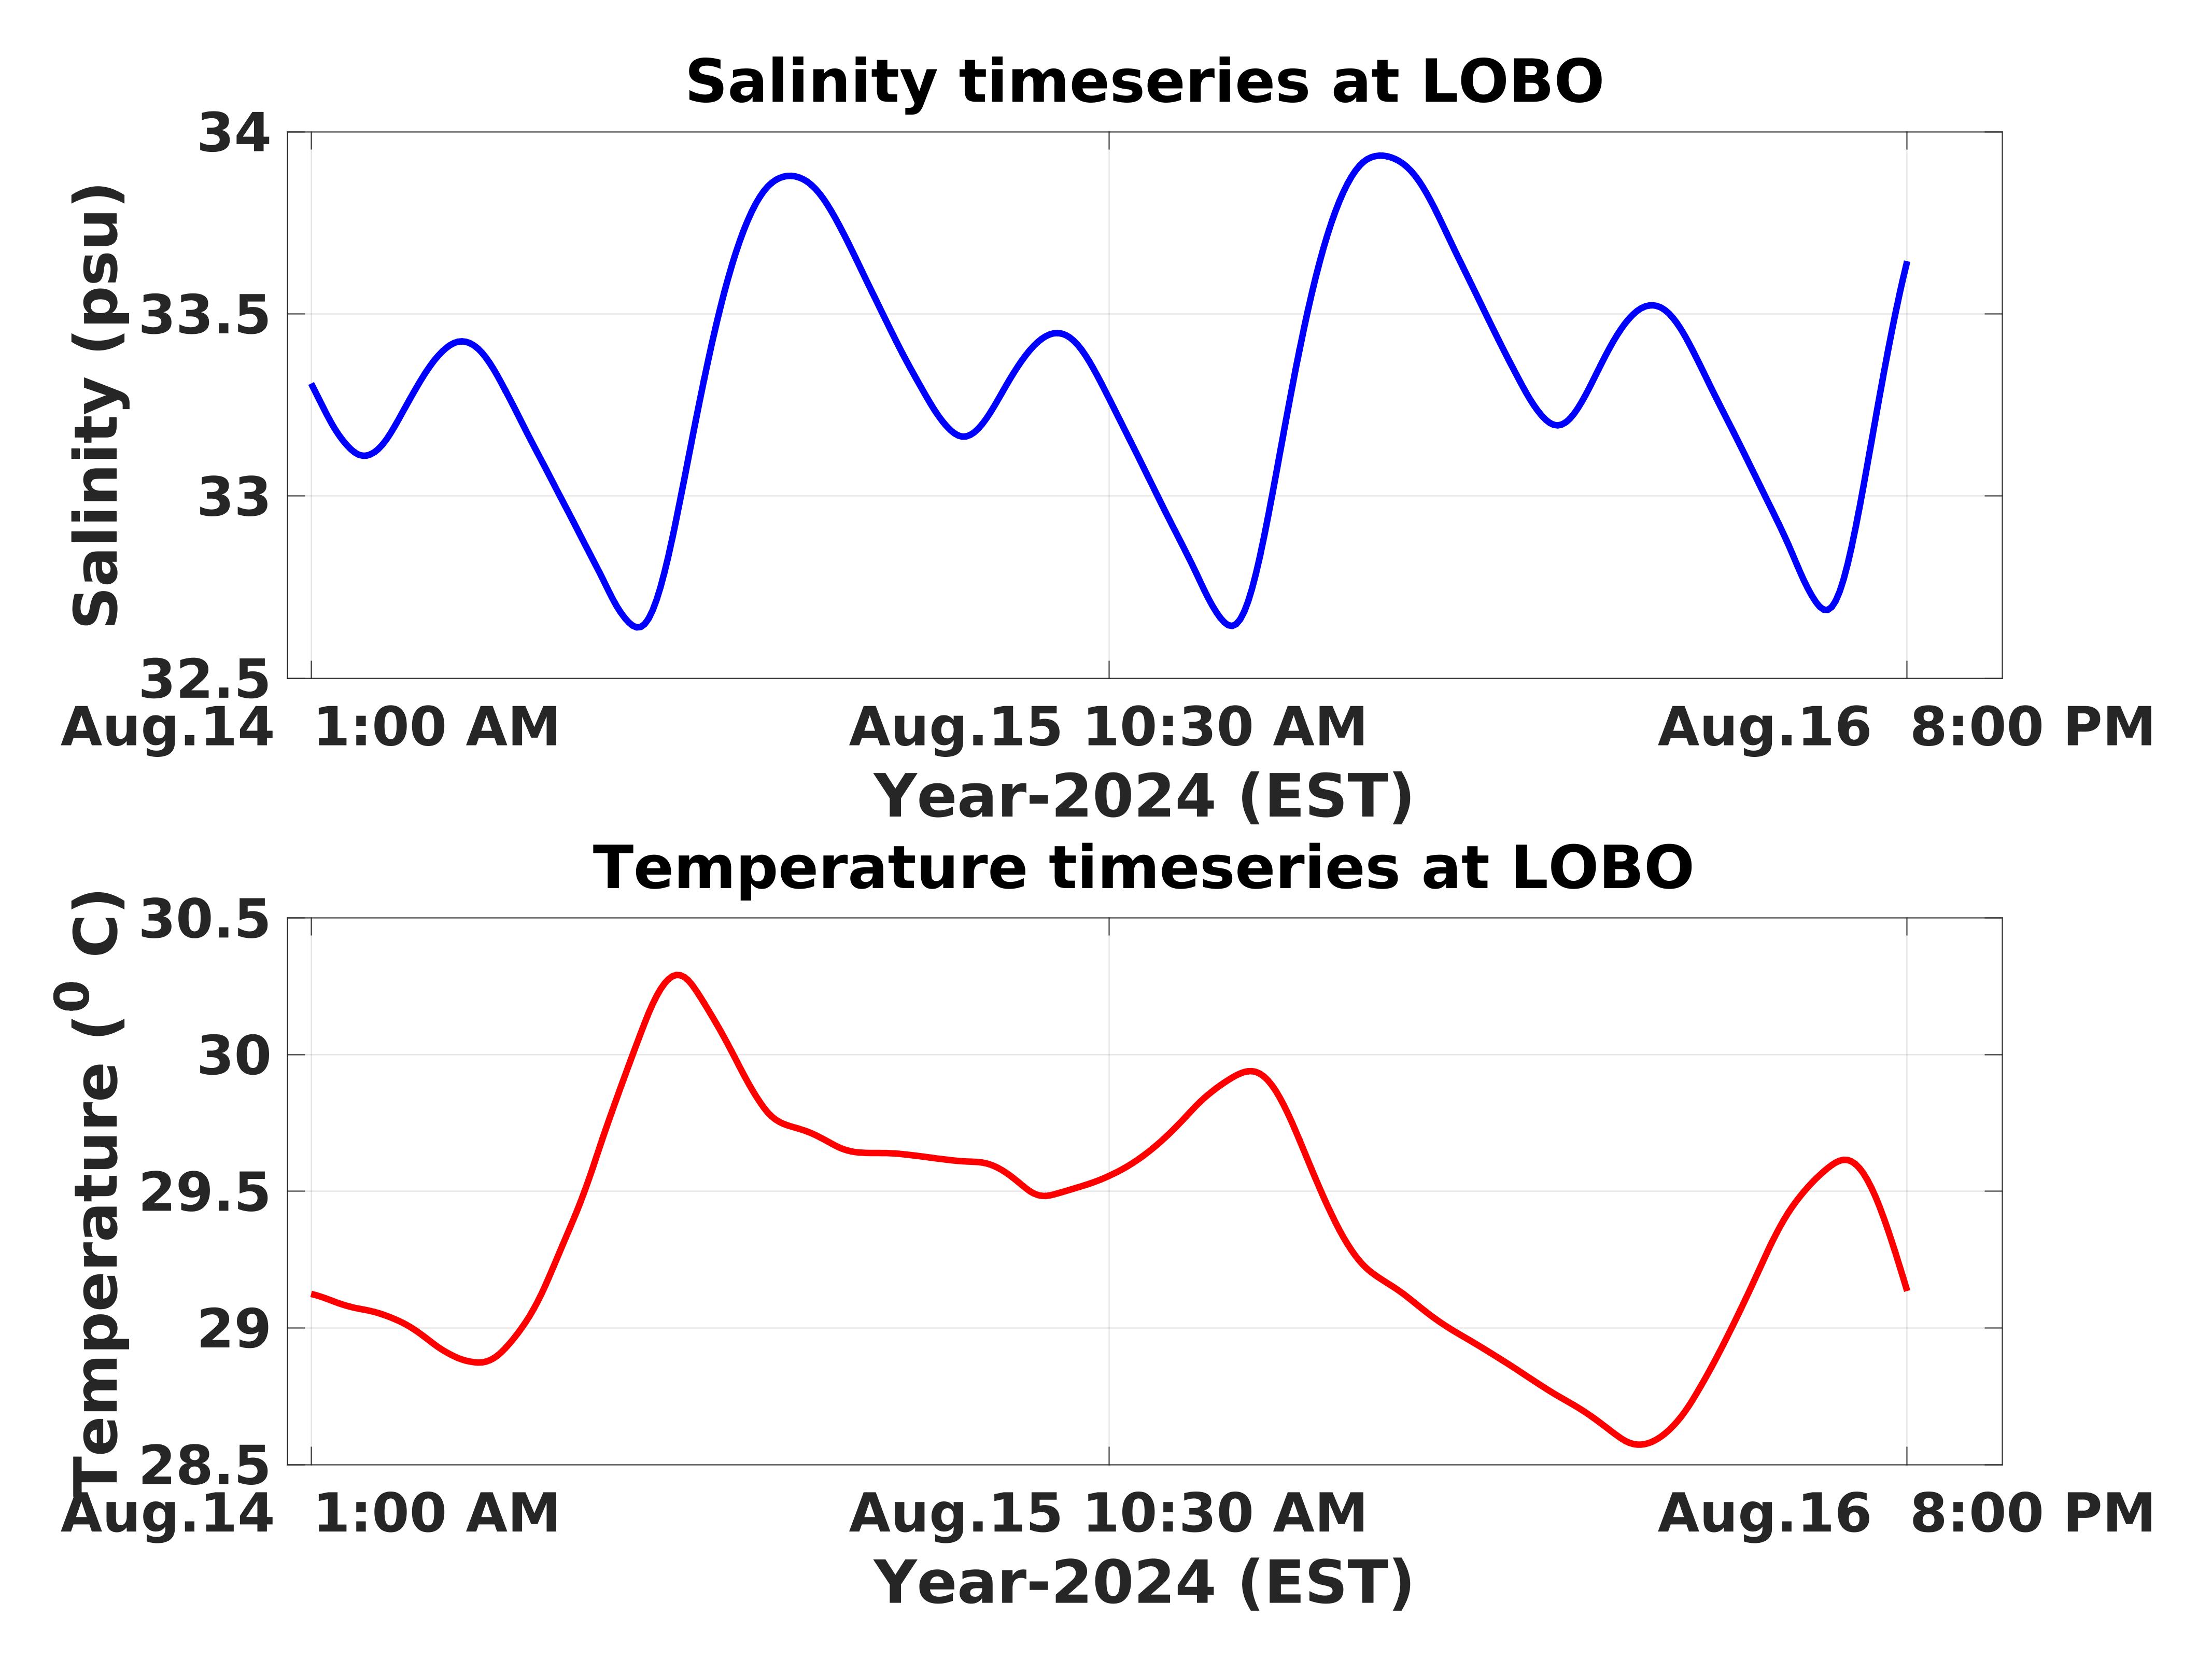 Salinity timeseries at LOBO
Salinity (psu)
34
33.5
33
32.5
Aug.14  1:00 AM
Aug.15 10:30 AM
Aug.16  8:00 PM
Year-2024 (EST)
Temperature timeseries at LOBO
Temperature (⁰ C)
30.5
30
29.5
29
28.5
Aug.14  1:00 AM
Aug.15 10:30 AM
Aug.16  8:00 PM
Year-2024 (EST)